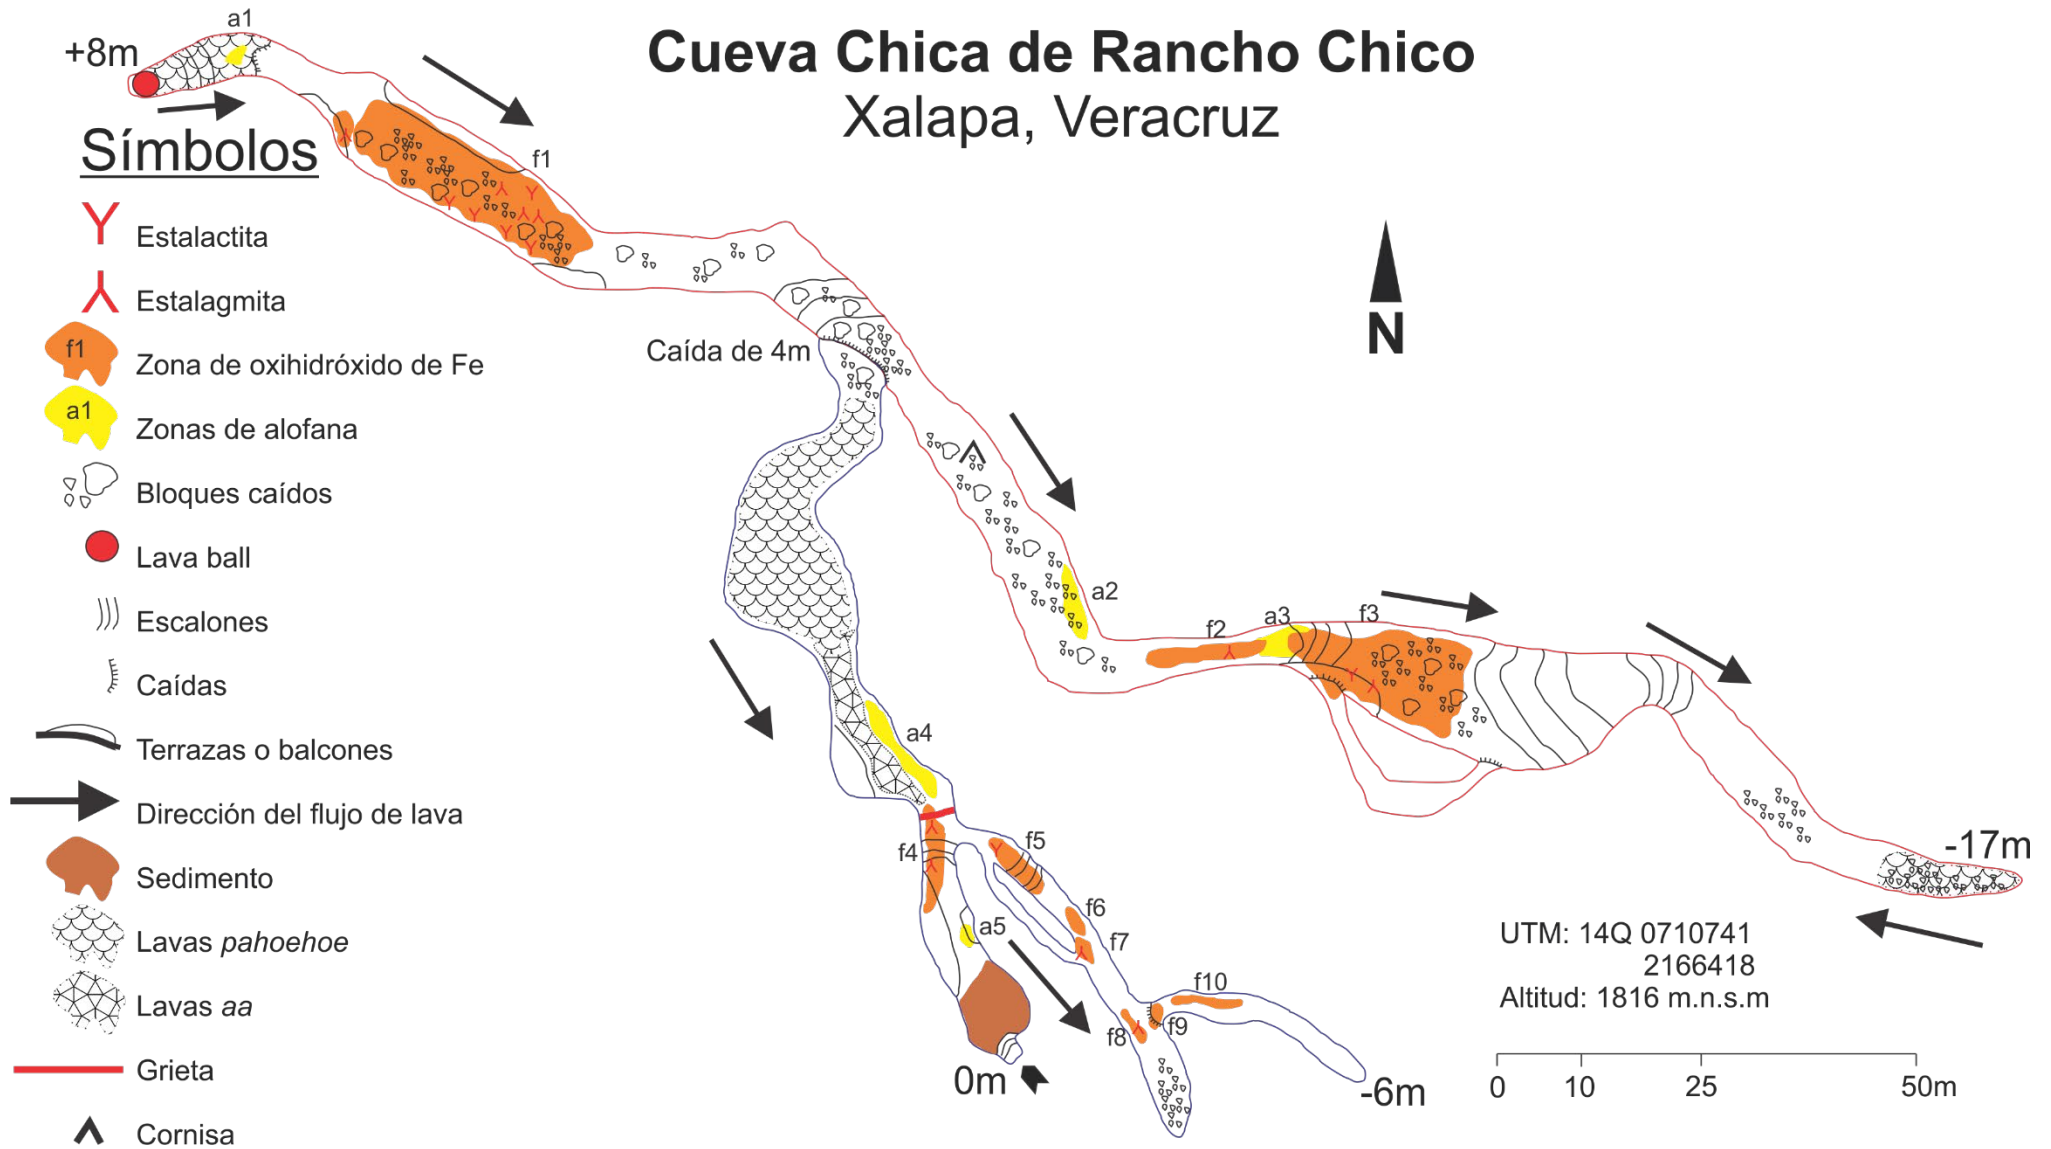 Cueva Chica de Rancho Chico
Xalapa, Veracruz
a1
+8m
Símbolos
Estalactita
Estalagmita
f1
Zona de oxihidróxido de Fe
a1
Zonas de alofana
Bloques caídos
Lava ball
Escalones
Caídas
Terrazas o balcones
Dirección del flujo de lava
Sedimento
Lavas pahoehoe
Lavas aa
Grieta
Cornisa
f1
Caída de 4m
N
a2
f2
a3
f3
a4
f4
f5
f6
a5
f7
f10
f8
f9
0m
-6m
-17m
UTM: 14Q 0710741
2166418
Altitud: 1816 m.n.s.m
0 10 25 50m